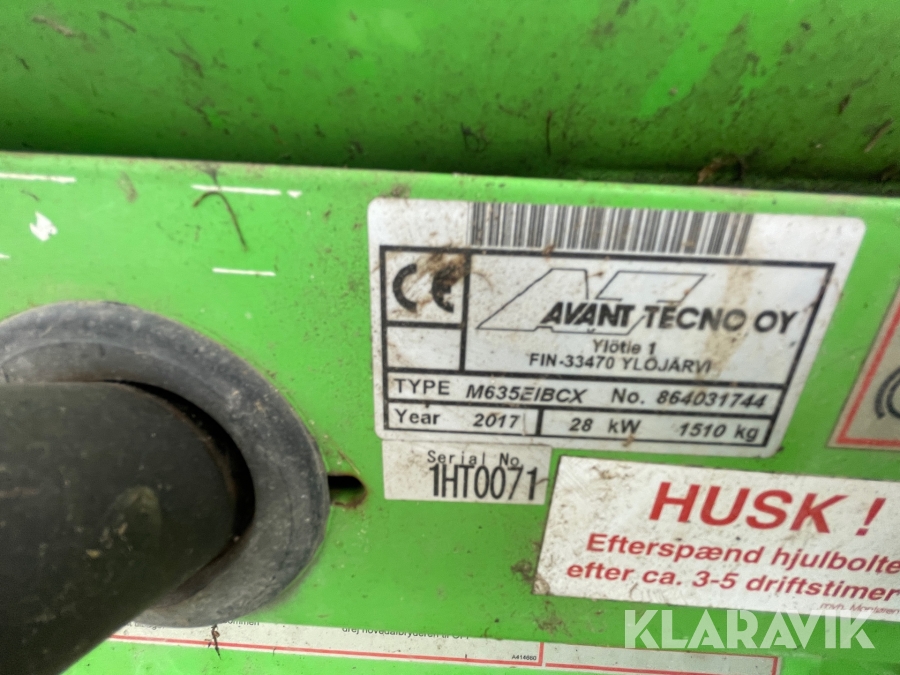 CE
AVANT TECNO OY
Ylötie 1
FIN-33470 YLÖJÄRVI
TYPE M635EIBCX No. 864031744
Year 2017 28 kW 1510 kg
Serial No.
1HT0071
HUSK !
Efterspænd hjulbolte
efter ca. 3-5 driftstimer
A414660
KLARAVIK